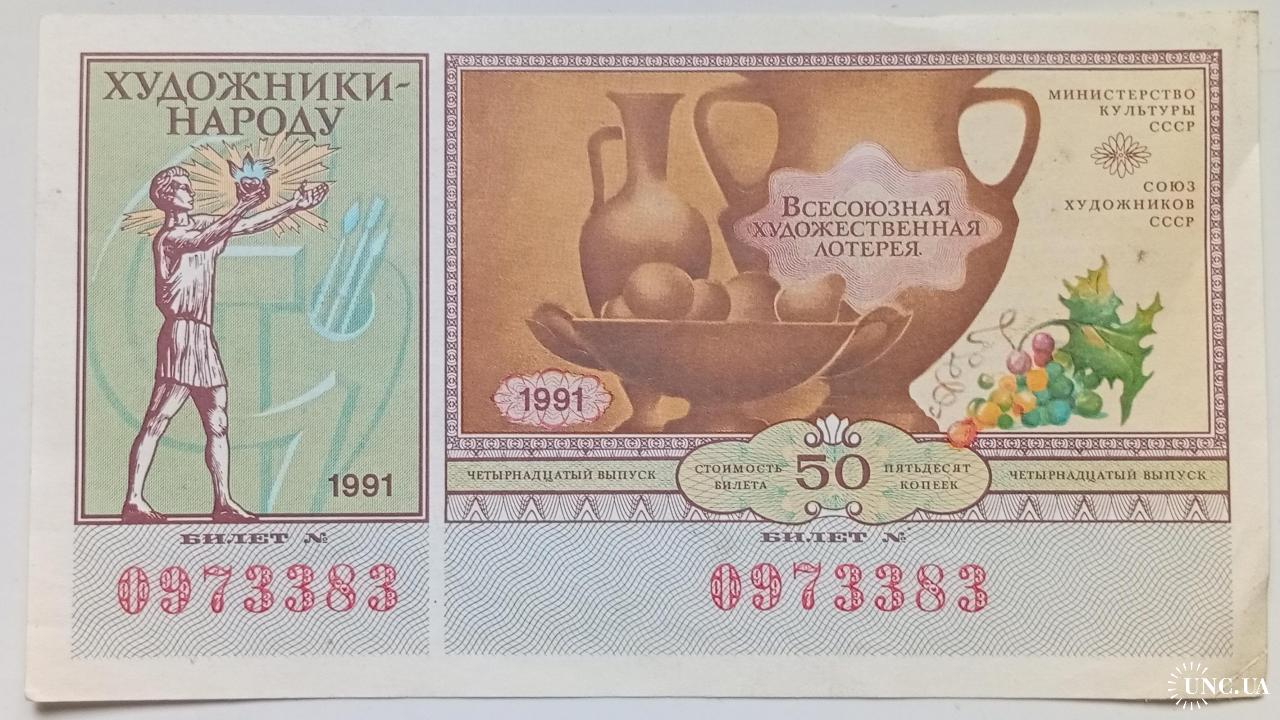 ХУДОЖНИКИ-
НАРОДУ
1991
БИЛЕТ №
0973383
МИНИСТЕРСТВО
КУЛЬТУРЫ
СССР
СОЮЗ
ХУДОЖНИКОВ
СССР
ВСЕСОЮЗНАЯ
ХУДОЖЕСТВЕННАЯ
ЛОТЕРЕЯ.
1991
ЧЕТЫРНАДЦАТЫЙ ВЫПУСК
СТОИМОСТЬ
БИЛЕТА
50
ПЯТЬДЕСЯТ
КОПЕЕК
ЧЕТЫРНАДЦАТЫЙ ВЫПУСК
БИЛЕТ №
0973383
UNC.UA